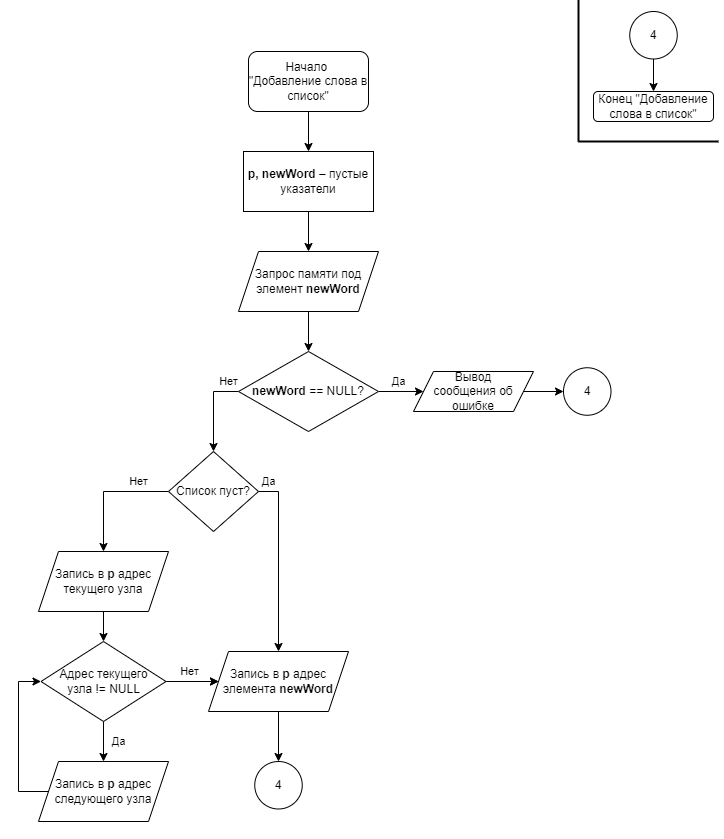 4
Конец "Добавление
слова в список"
Начало
"Добавление слова в
список"
p, newWord – пустые
указатели
Запрос памяти под
элемент newWord
newWord == NULL?
Нет
Да
Вывод
сообщения об
ошибке
4
Список пуст?
Нет
Да
Запись в p адрес
текущего узла
Адрес текущего
узла != NULL
Нет
Да
Запись в p адрес
элемента newWord
Запись в p адрес
следующего узла
4